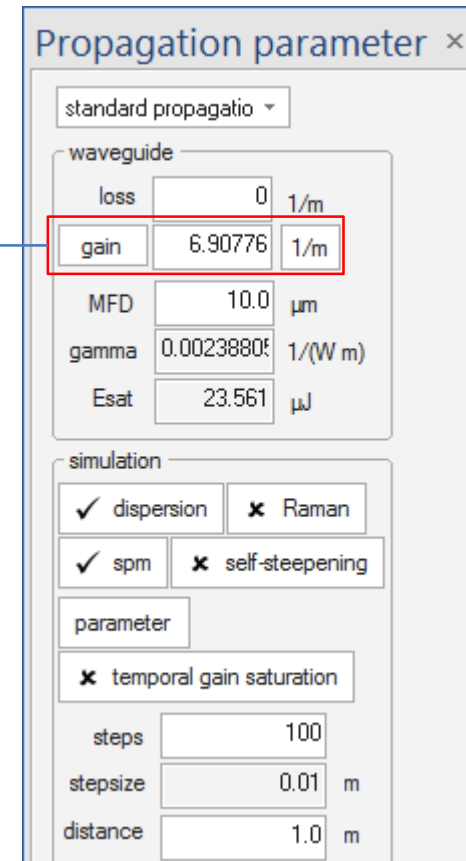 Propagation parameter ×
standard propagatio
waveguide
loss 0 1/m
gain 6.90776 1/m
MFD 10.0 µm
gamma 0.00238805 1/(W m)
Esat 23.561 µJ
simulation
✓ dispersion ✗ Raman
✓ spm ✗ self-steepening
parameter
✗ temporal gain saturation
steps 100
stepsize 0.01 m
distance 1.0 m